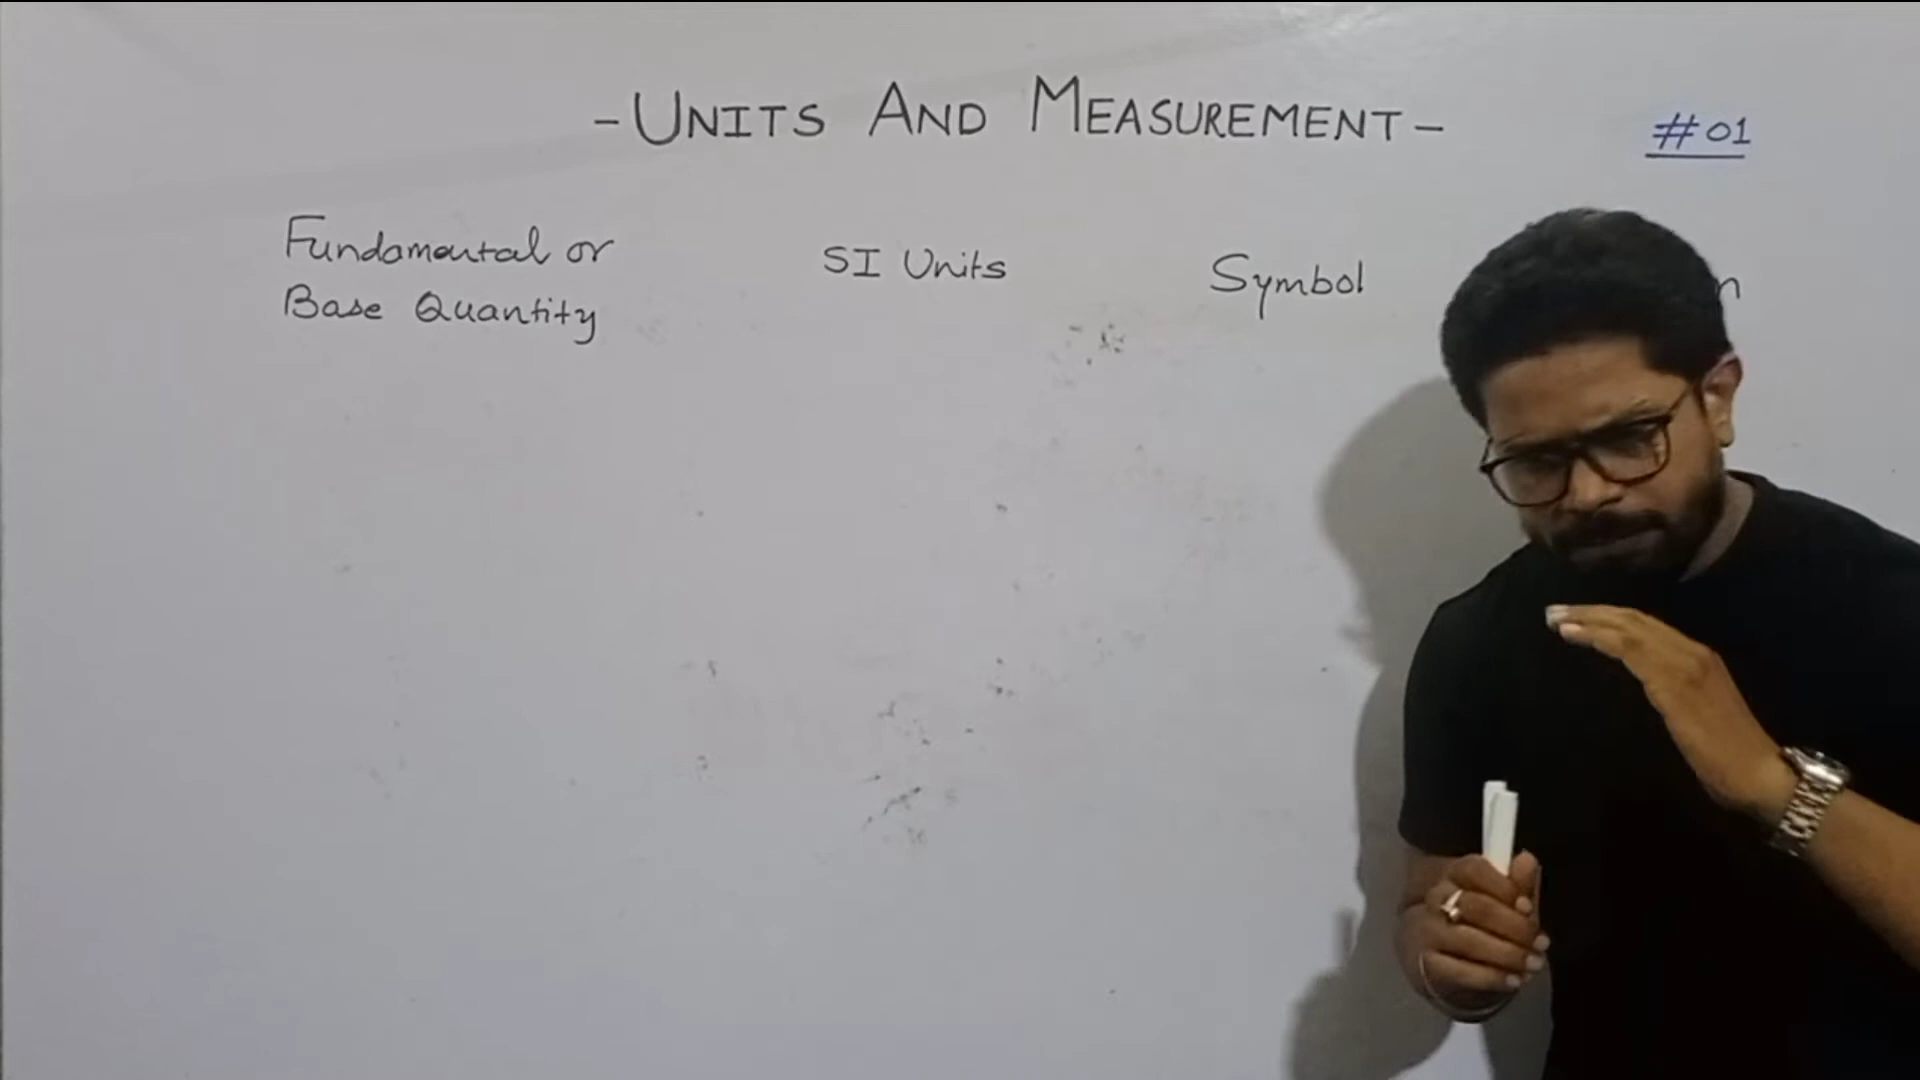 - UNITS AND MEASUREMENT -
#01
Fundamental or
Base Quantity
SI Units
Symbol